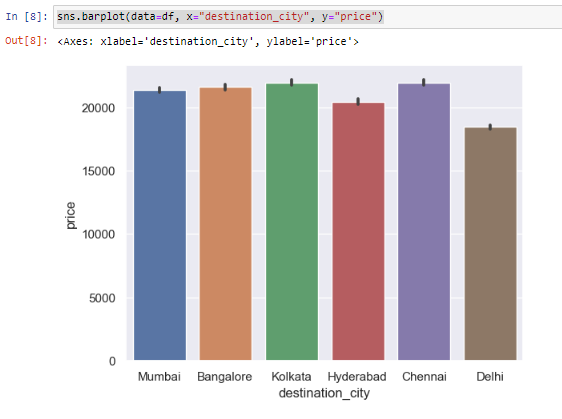 In [8]: sns.barplot(data=df, x="destination_city", y="price")
Out[8]: <Axes: xlabel='destination_city', ylabel='price'>
20000
15000
10000
5000
0
price
Mumbai Bangalore Kolkata Hyderabad Chennai Delhi
destination_city